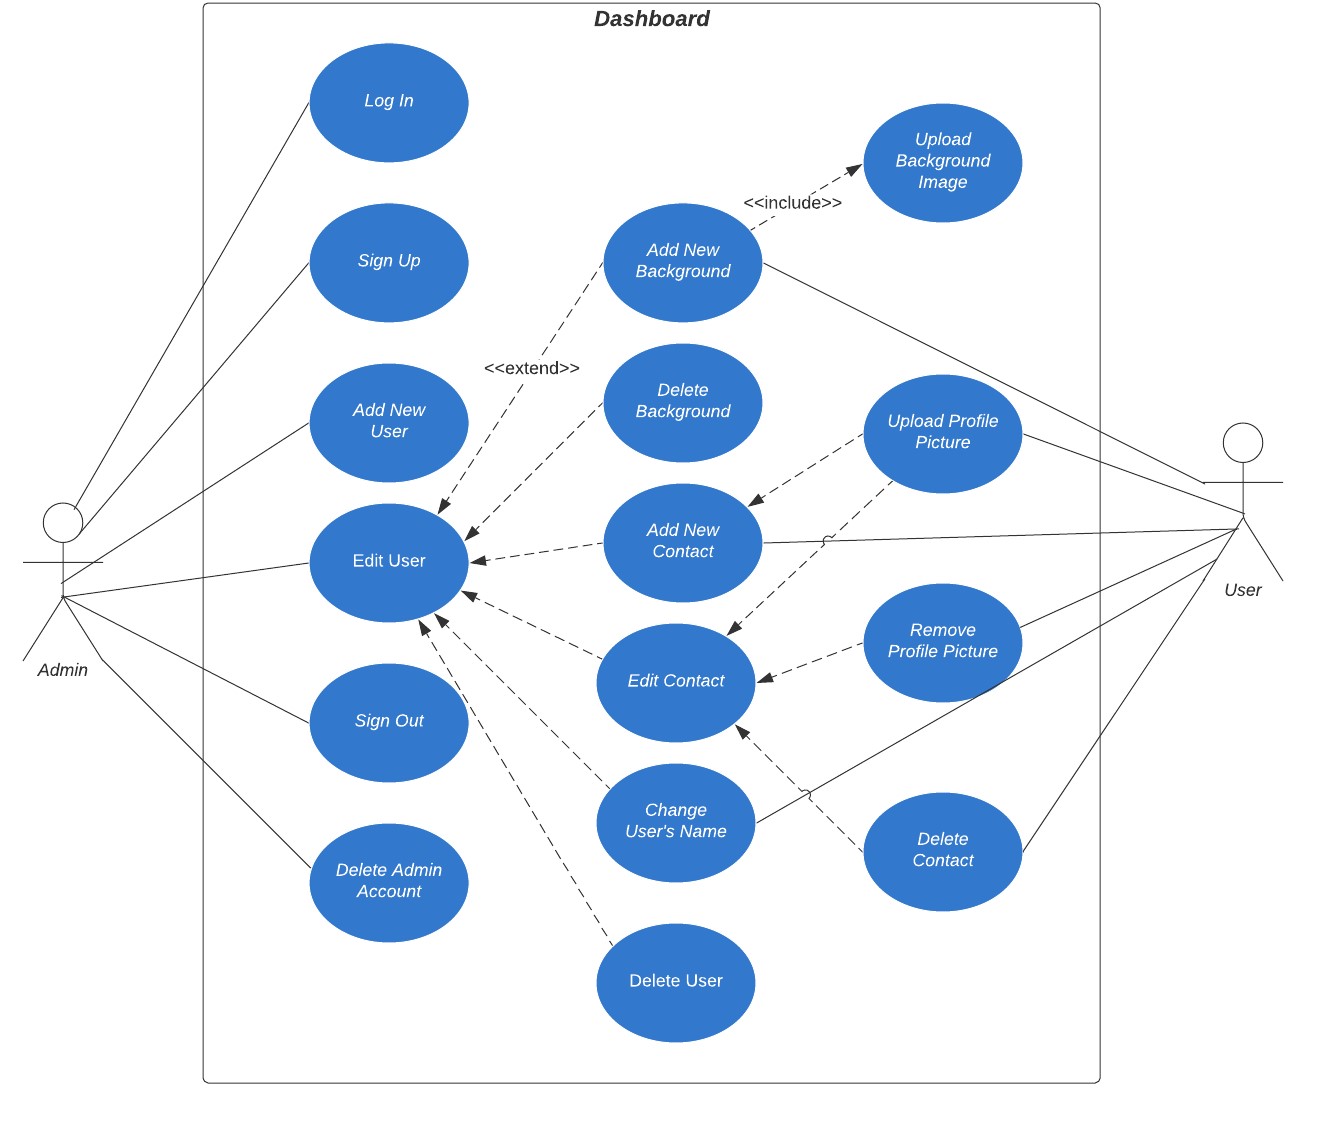 Dashboard
Log In
Upload
Background
Image
<<include>>
Add New
Background
Sign Up
<<extend>>
Delete
Background
Add New
User
Upload Profile
Picture
Add New
Contact
Edit User
User
Remove
Profile Picture
Admin
Edit Contact
Sign Out
Change
User's Name
Delete
Contact
Delete Admin
Account
Delete User